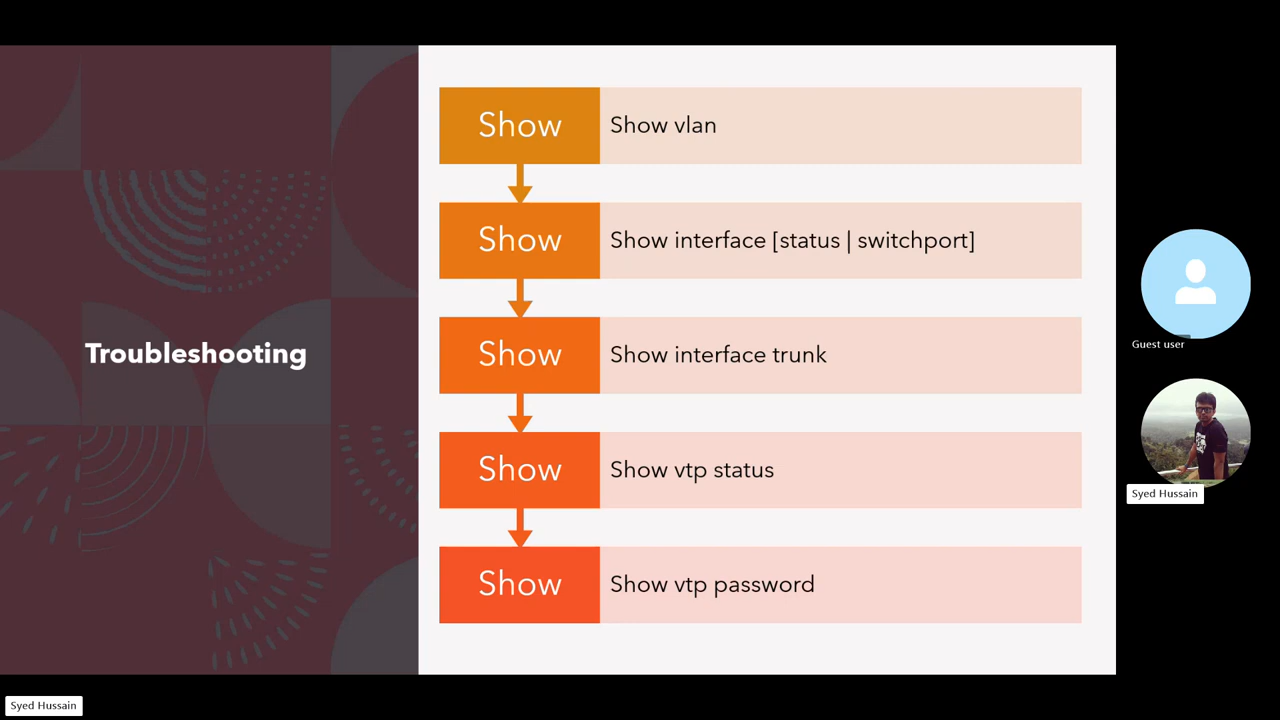 Troubleshooting
Show
Show vlan
Show
Show interface [status | switchport]
Show
Show interface trunk
Show
Show vtp status
Show
Show vtp password
Guest user
Syed Hussain
Syed Hussain